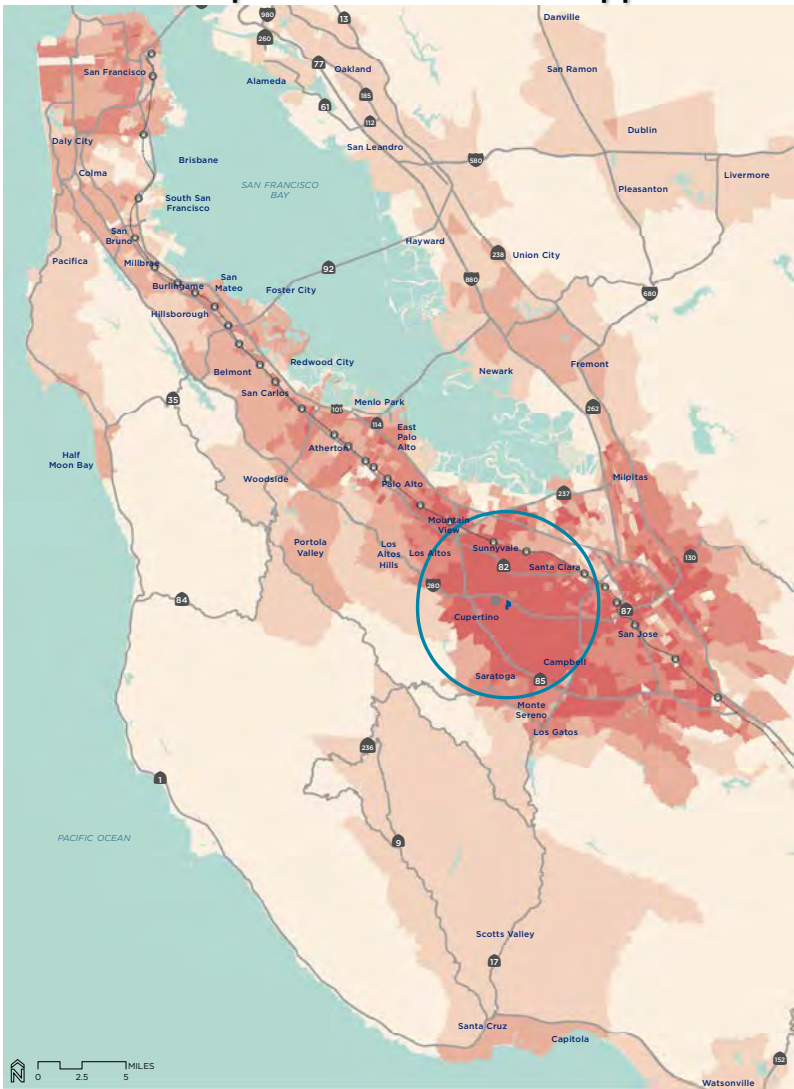 980
13
Danville
260
77
Oakland
San Ramon
San Francisco
Alameda
185
61
112
Dublin
Daly City
San Leandro
580
Brisbane
Colma
Livermore
SAN FRANCISCO
BAY
Pleasanton
South San
Francisco
San
Bruno
Hayward
238
Union City
Pacifica
Millbrae
92
880
San
Mateo
Burlingame
Foster City
680
Hillsborough
Redwood City
Belmont
Newark
Fremont
San Carlos
35
101
Menlo Park
262
114
East
Palo
Alto
Atherton
Half
Moon Bay
Woodside
Palo Alto
Milpitas
237
Mountain
View
Portola
Valley
Los
Altos
Hills
Los Altos
Sunnyvale
130
82
Santa Clara
280
84
87
Cupertino
San Jose
Campbell
Saratoga
85
Monte
Sereno
Los Gatos
236
1
PACIFIC OCEAN
9
Scotts Valley
17
Santa Cruz
Capitola
152
MILES
0
2.5
5
Watsonville